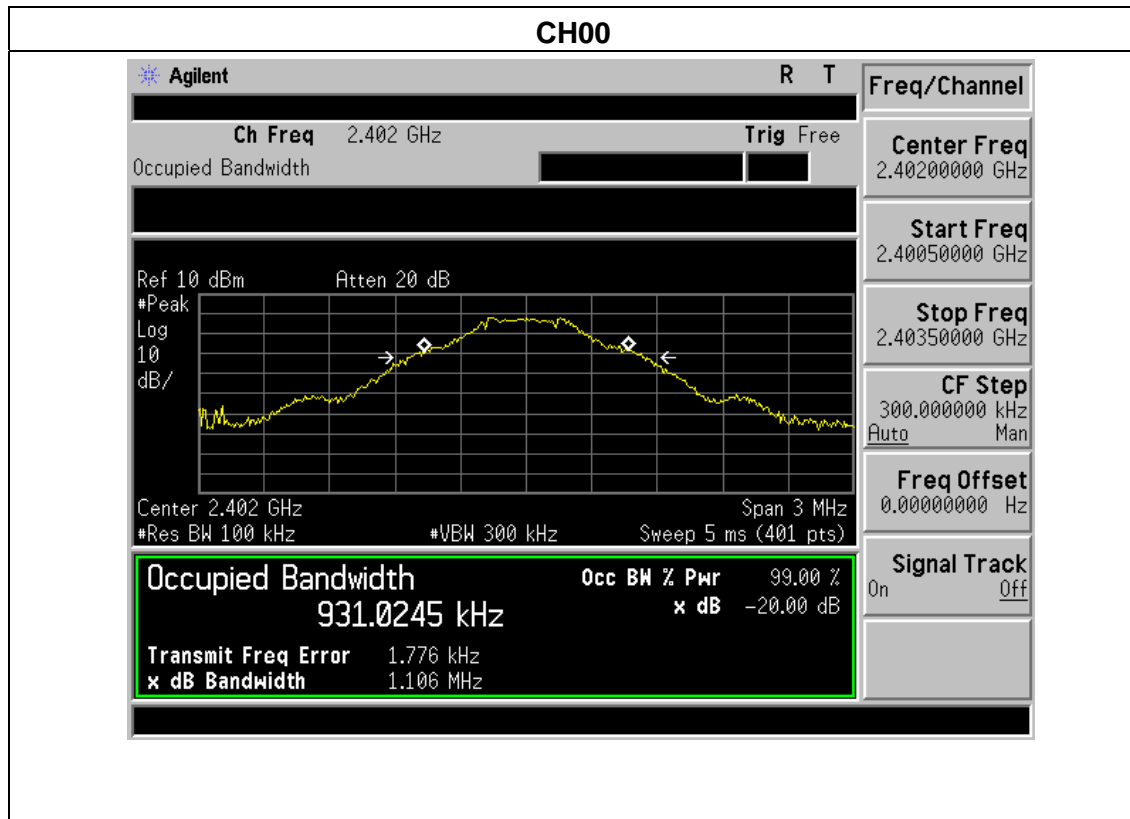 CH00
Agilent R T
Ch Freq 2.402 GHz Trig Free
Occupied Bandwidth
Ref 10 dBm Atten 20 dB
#Peak
Log
10
dB/
Center 2.402 GHz Span 3 MHz
#Res BW 100 kHz #VBW 300 kHz Sweep 5 ms (401 pts)
Occupied Bandwidth Occ BW % Pwr 99.00 %
931.0245 kHz x dB -20.00 dB
Transmit Freq Error 1.776 kHz
x dB Bandwidth 1.106 MHz
Freq/Channel
Center Freq
2.40200000 GHz
Start Freq
2.40050000 GHz
Stop Freq
2.40350000 GHz
CF Step
300.000000 kHz
Auto Man
Freq Offset
0.00000000 Hz
Signal Track
On Off